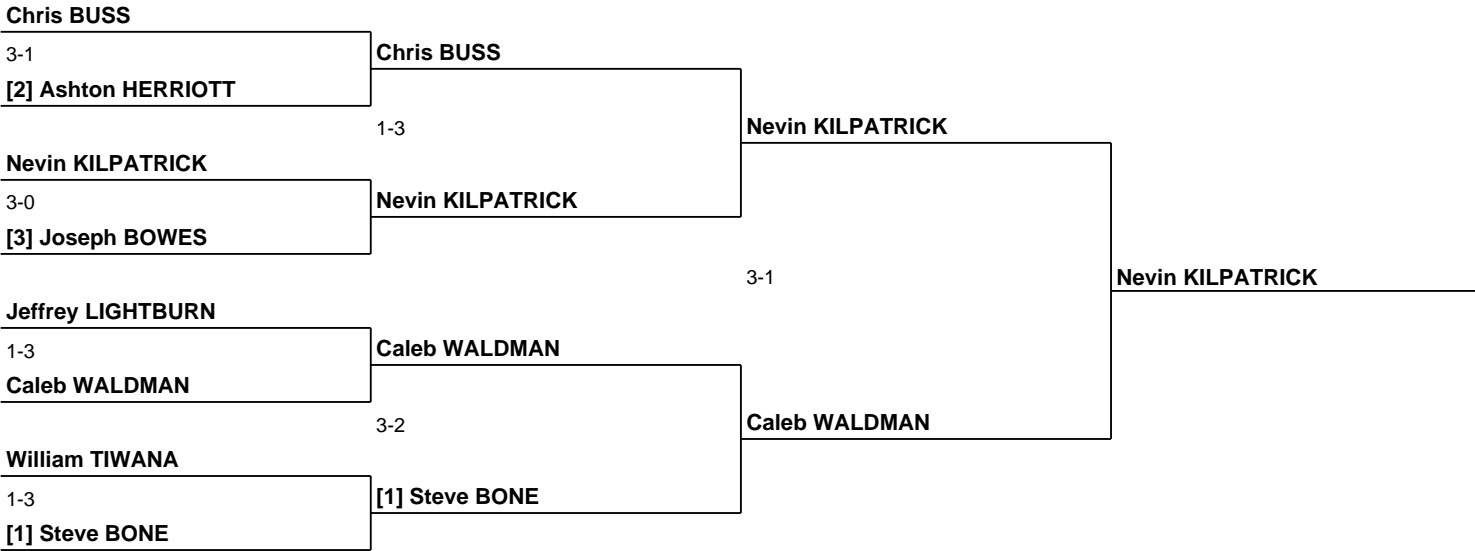 Chris BUSS
3-1
Chris BUSS
[2] Ashton HERRIOTT
1-3
Nevin KILPATRICK
Nevin KILPATRICK
3-0
Nevin KILPATRICK
[3] Joseph BOWES
3-1
Nevin KILPATRICK
Jeffrey LIGHTBURN
1-3
Caleb WALDMAN
Caleb WALDMAN
3-2
Caleb WALDMAN
William TIWANA
1-3
[1] Steve BONE
[1] Steve BONE